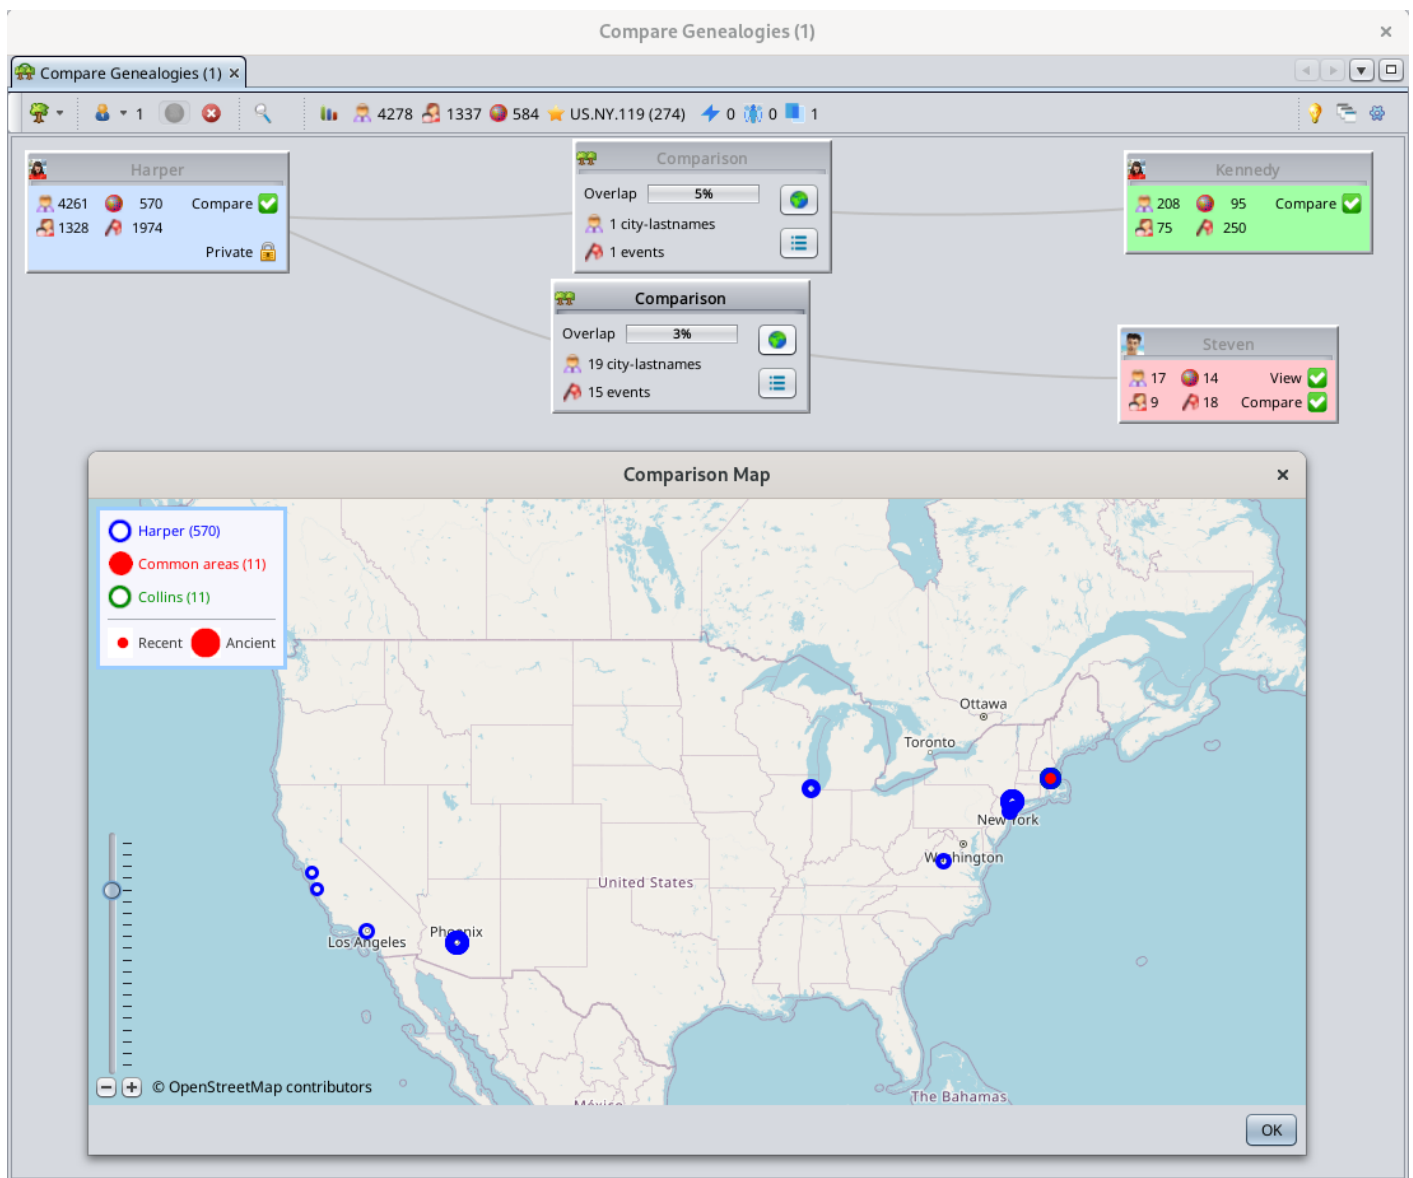 Compare Genealogies (1)
Compare Genealogies (1)
1
4278
1337
584
US.NY.119 (274)
0
0
1
Harper
4261
570
Compare
1328
1974
Private
Comparison
Overlap
5%
1 city-lastnames
1 events
Kennedy
208
95
Compare
75
250
Comparison
Overlap
3%
19 city-lastnames
15 events
Steven
17
14
View
9
18
Compare
Comparison Map
Harper (570)
Common areas (11)
Collins (11)
Recent
Ancient
Ottawa
Toronto
New York
Washington
United States
Phoenix
Los Angeles
© OpenStreetMap contributors
México
The Bahamas
OK